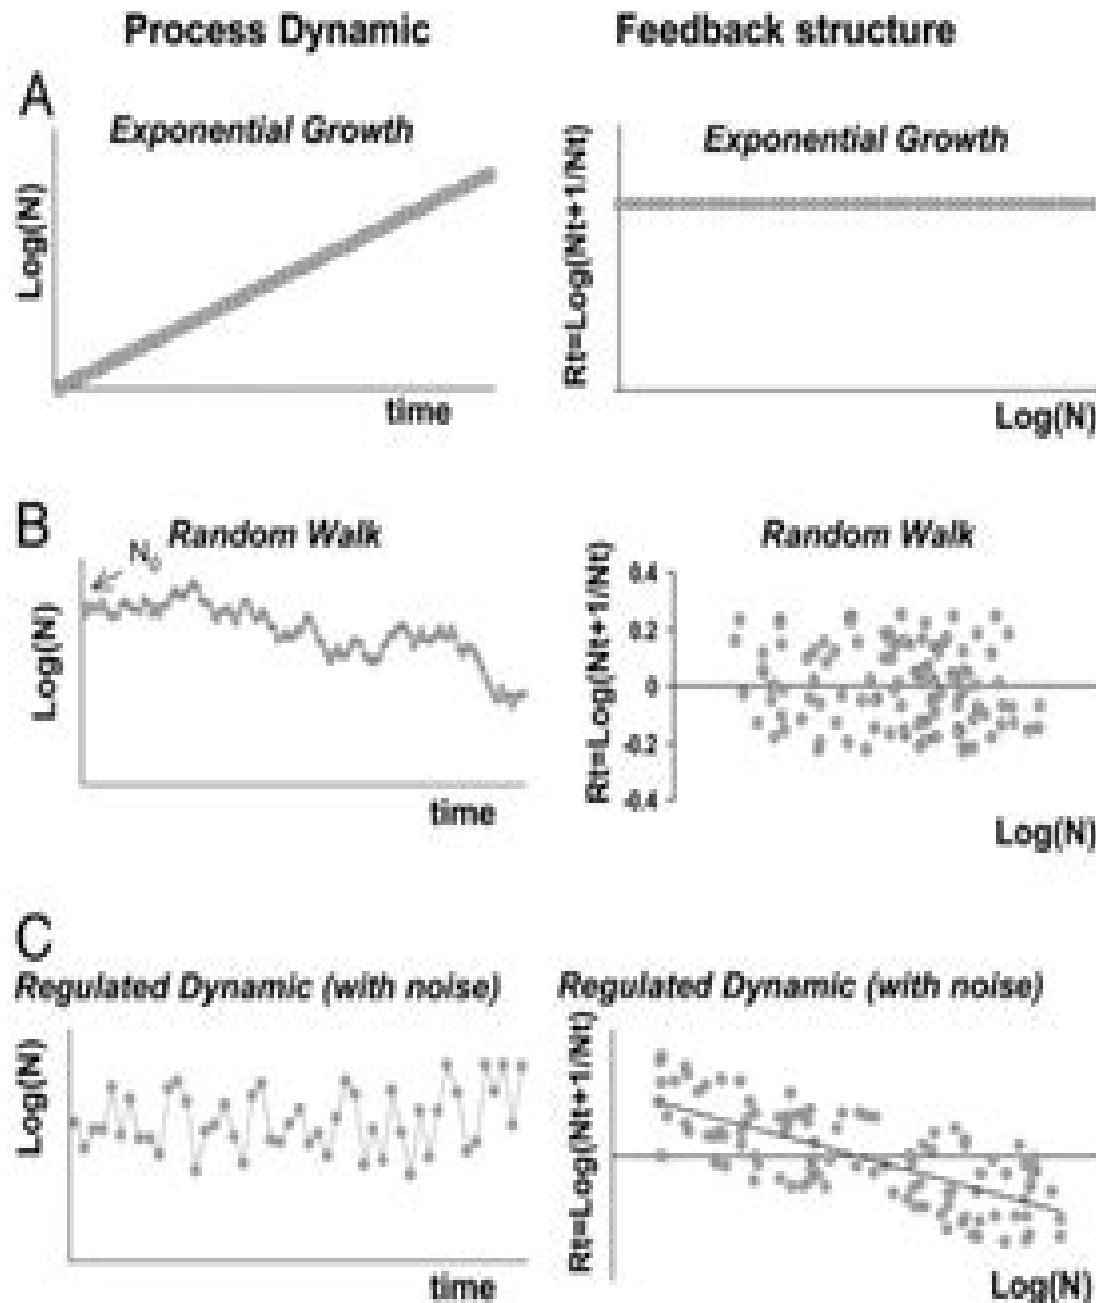 Process Dynamic
Feedback structure
A
Exponential Growth
Log(N)
time
Exponential Growth
Rt=Log(Nt+1/Nt)
Log(N)
B
Random Walk
N0
Log(N)
time
Random Walk
Rt=Log(Nt+1/Nt)
0.4
0.2
0
-0.2
-0.4
Log(N)
C
Regulated Dynamic (with noise)
Log(N)
time
Regulated Dynamic (with noise)
Rt=Log(Nt+1/Nt)
Log(N)